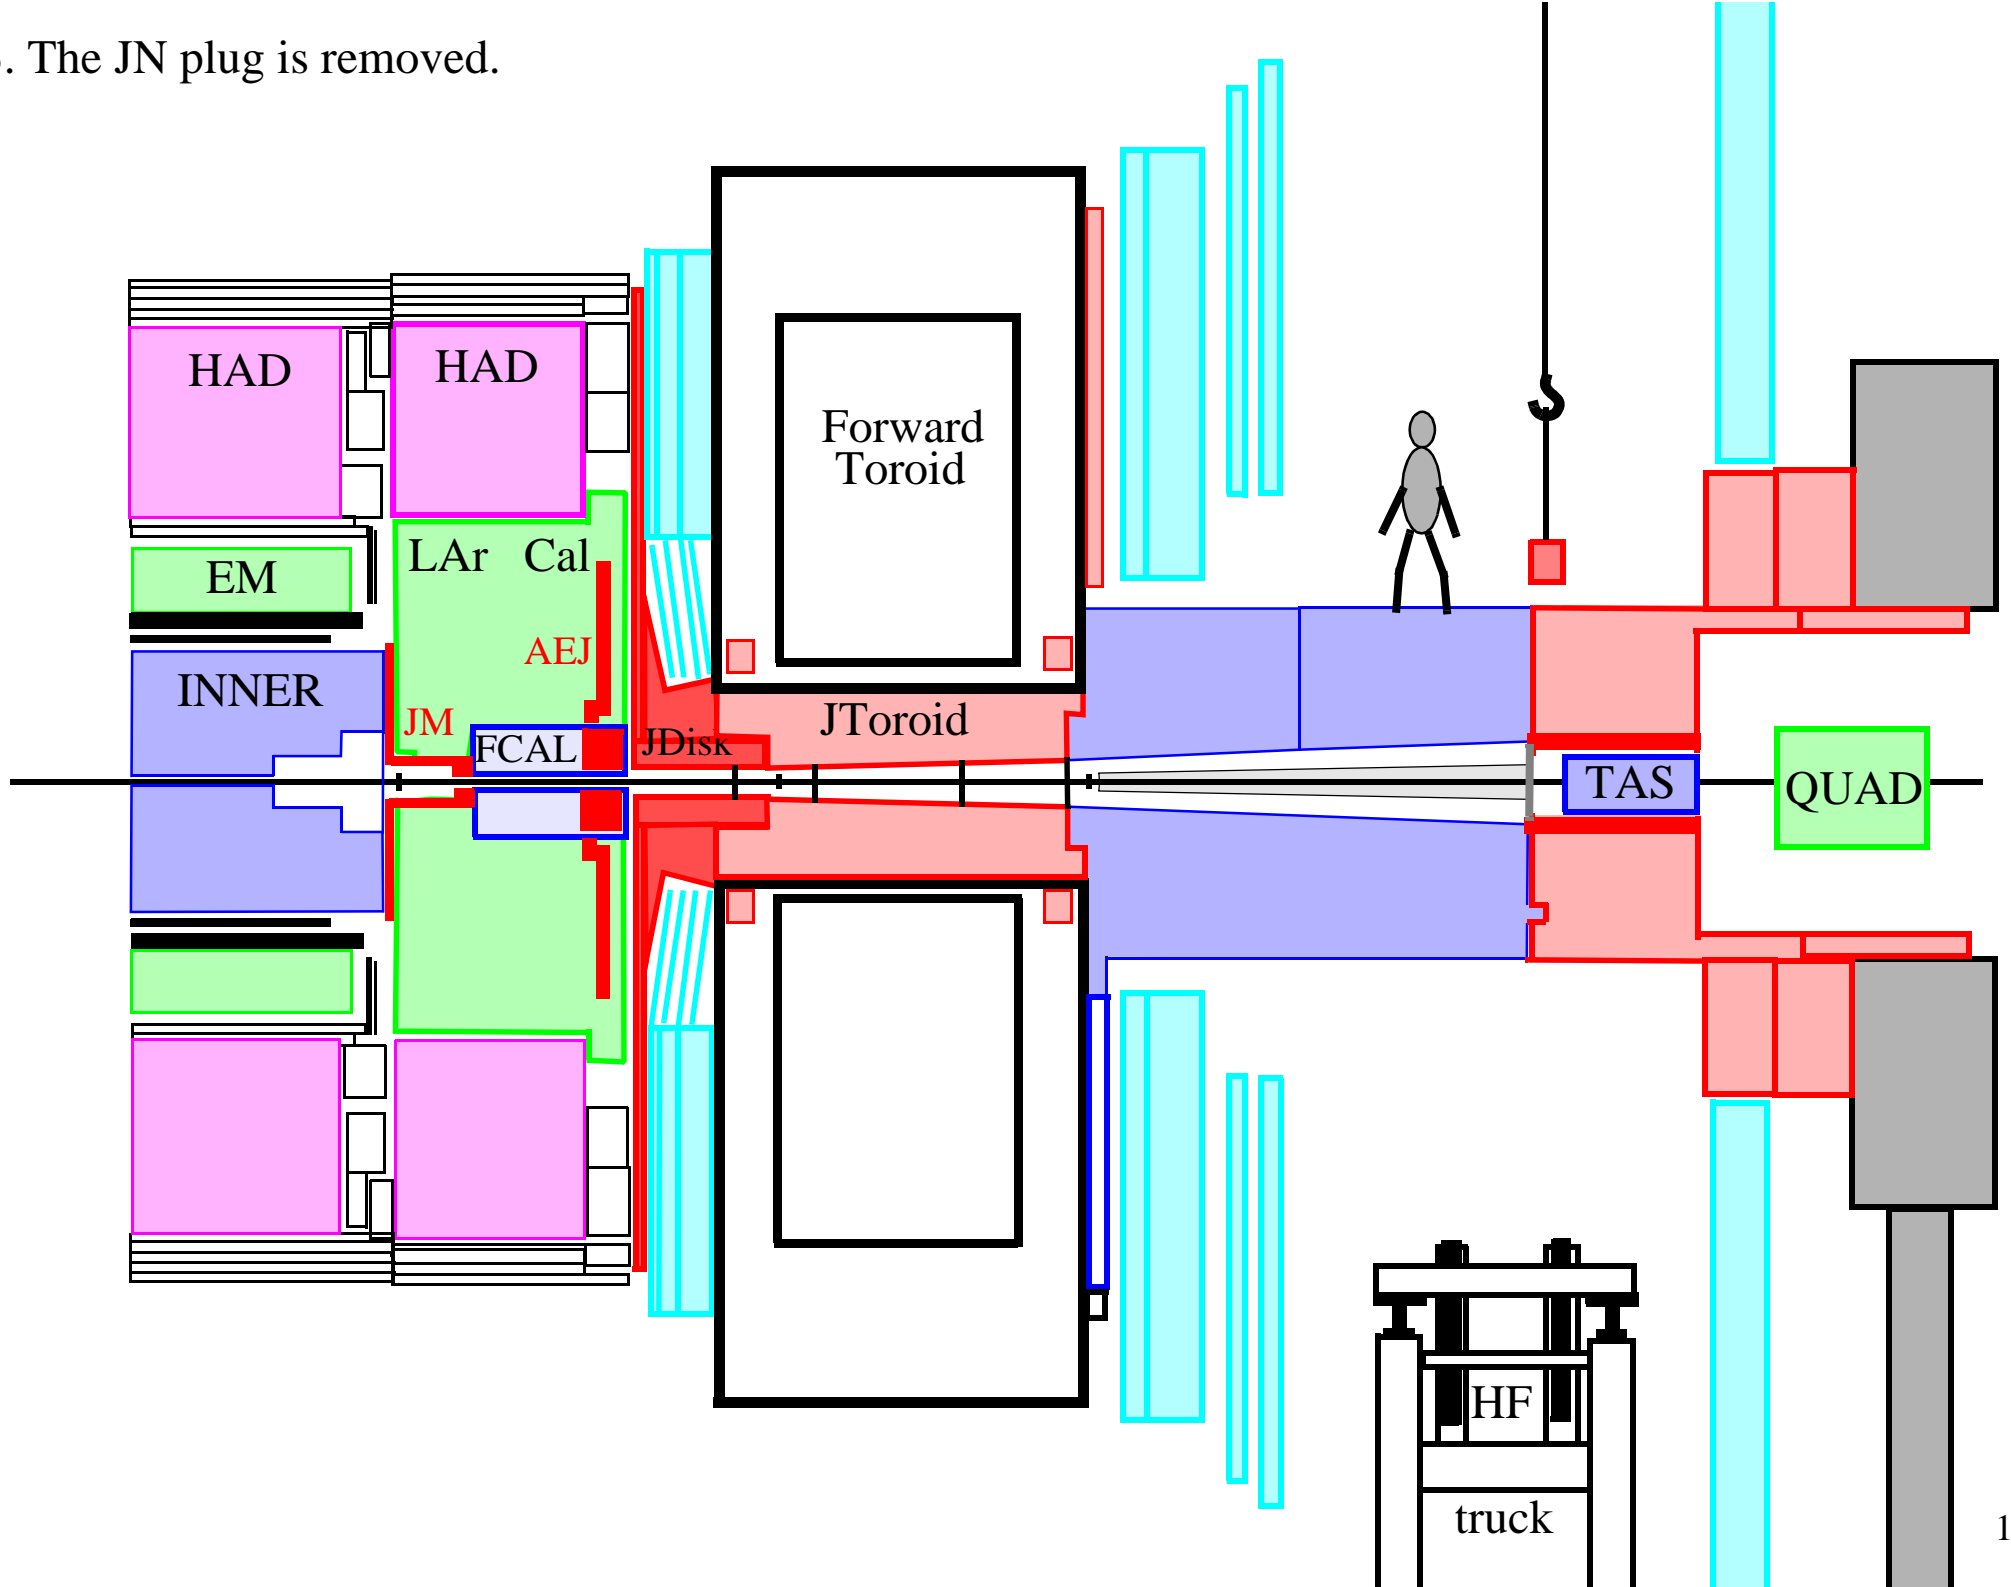 . The JN plug is removed.
HAD
HAD
Forward
Toroid
LAr Cal
EM
AEJ
INNER
JM
JToroid
FCAL
JDisk
TAS
QUAD
HF
truck
1